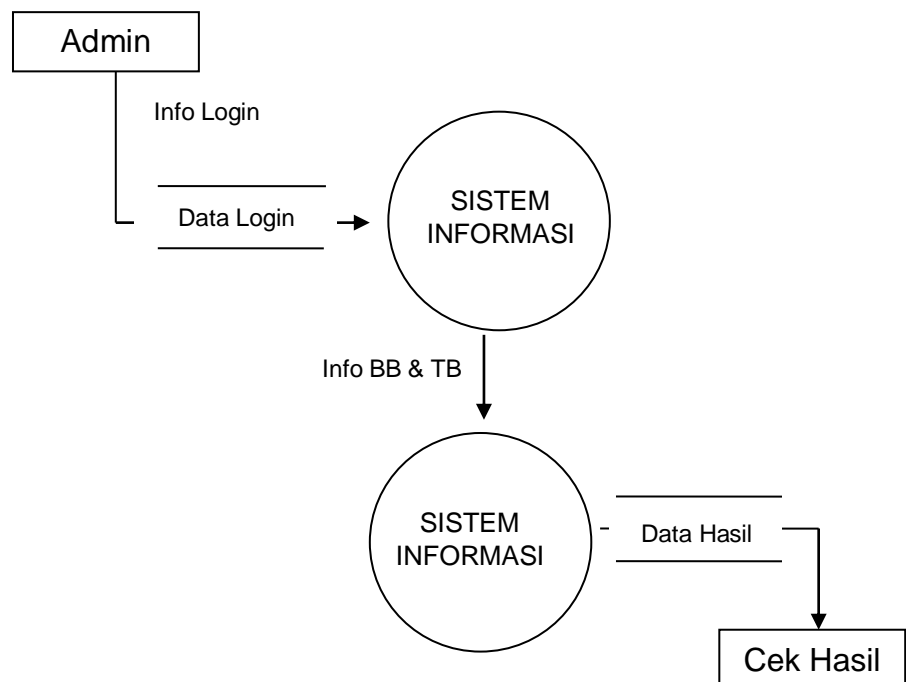 Admin
Info Login
Data Login
SISTEM
INFORMASI
Info BB & TB
SISTEM
INFORMASI
Data Hasil
Cek Hasil